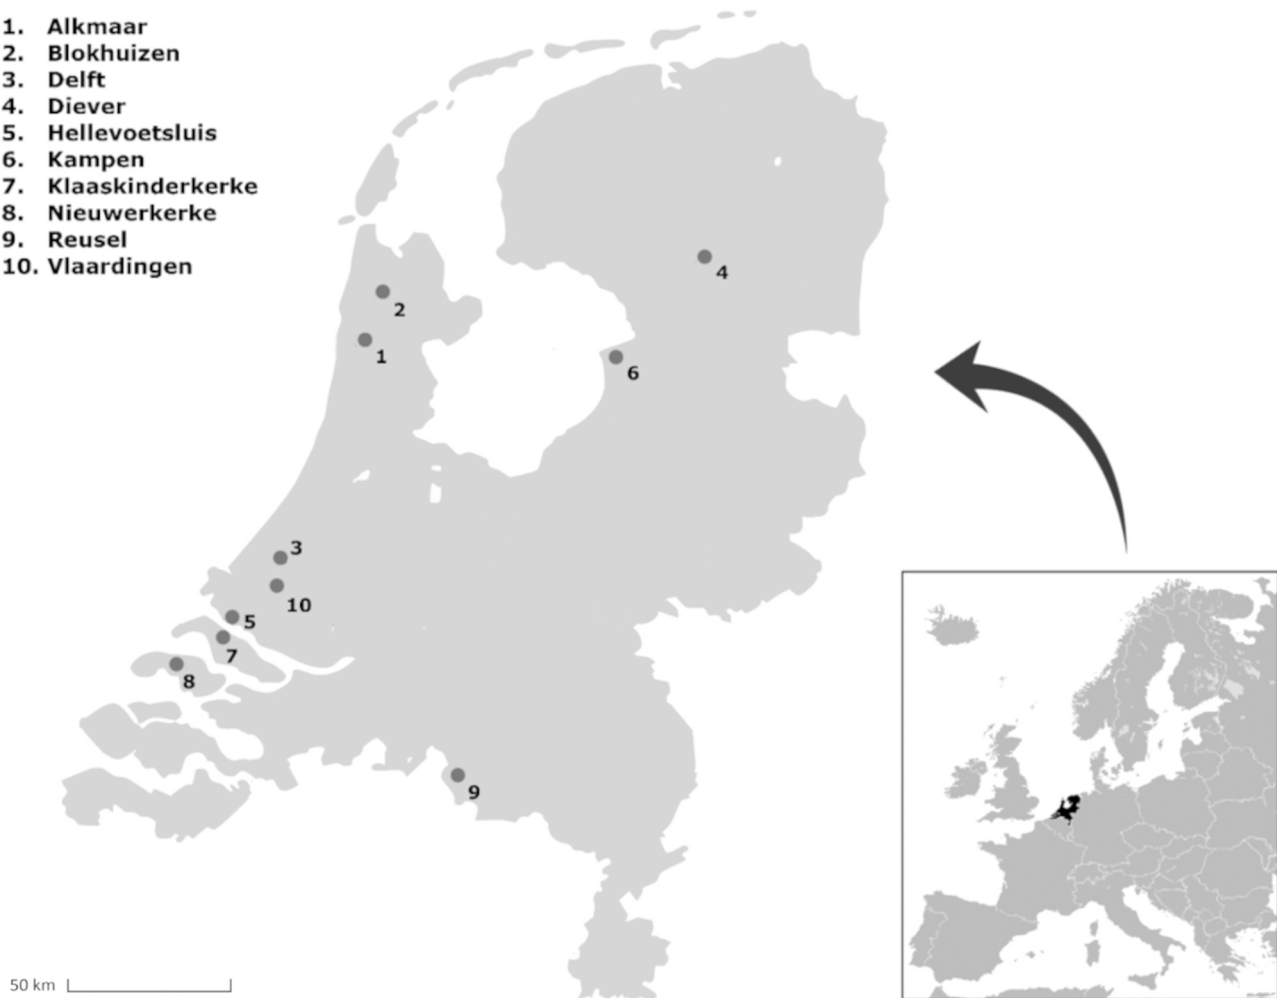 1. Alkmaar
2. Blokhuizen
3. Delft
4. Diever
5. Hellevoetsluis
6. Kampen
7. Klaaskinderkerke
8. Nieuwerkerke
9. Reusel
10. Vlaardingen
4
2
1
6
3
10
5
7
8
9
50 km